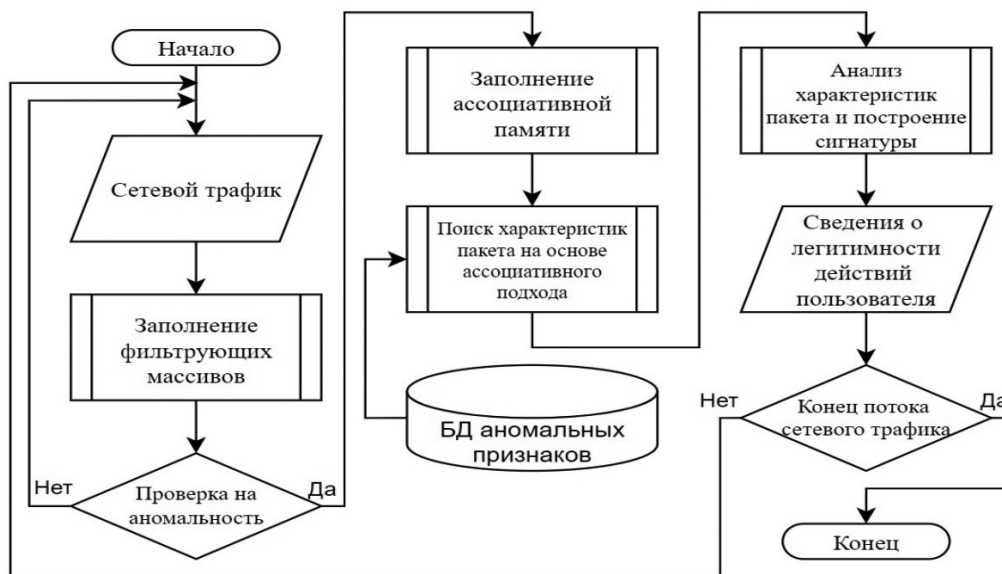 Начало
Сетевой трафик
Заполнение
фильтрующих
массивов
Нет
Проверка на
аномальность
Да
Заполнение
ассоциативной
памяти
Поиск характеристик
пакета на основе
ассоциативного
подхода
БД аномальных
признаков
Анализ
характеристик
пакета и построение
сигнатуры
Сведения о
легитимности
действий
пользователя
Нет
Конец потока
сетевого трафика
Да
Конец